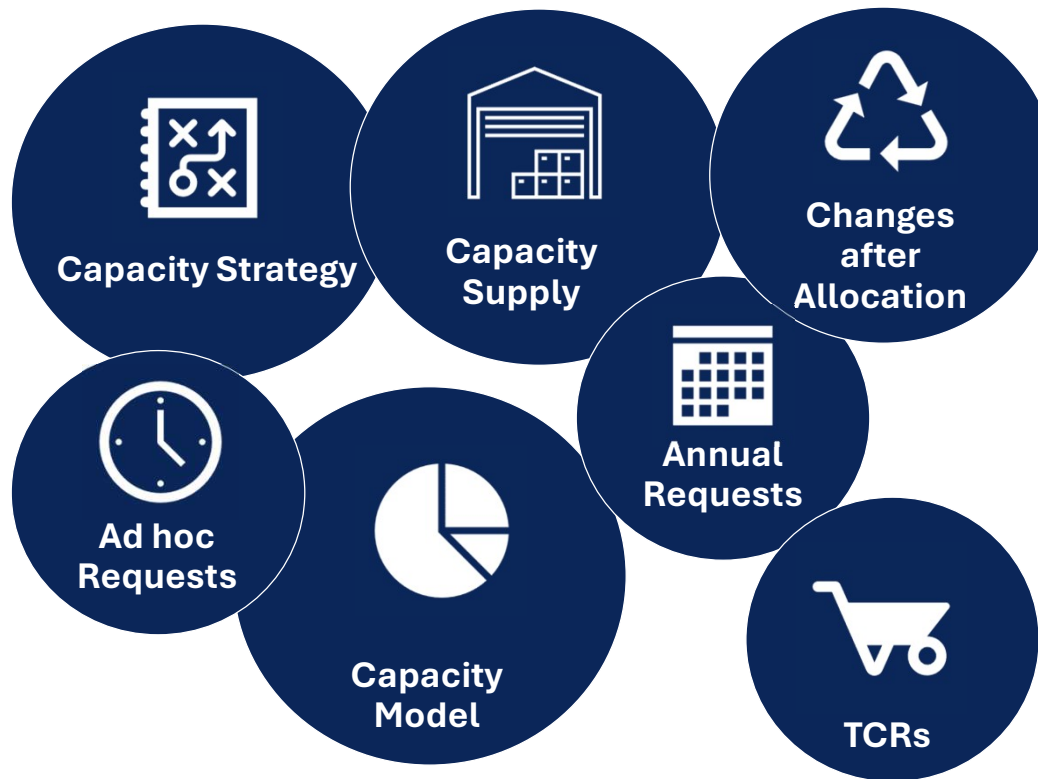 Capacity Strategy
Capacity
Supply
Changes
after
Allocation
Ad hoc
Requests
Capacity
Model
Annual
Requests
TCRs